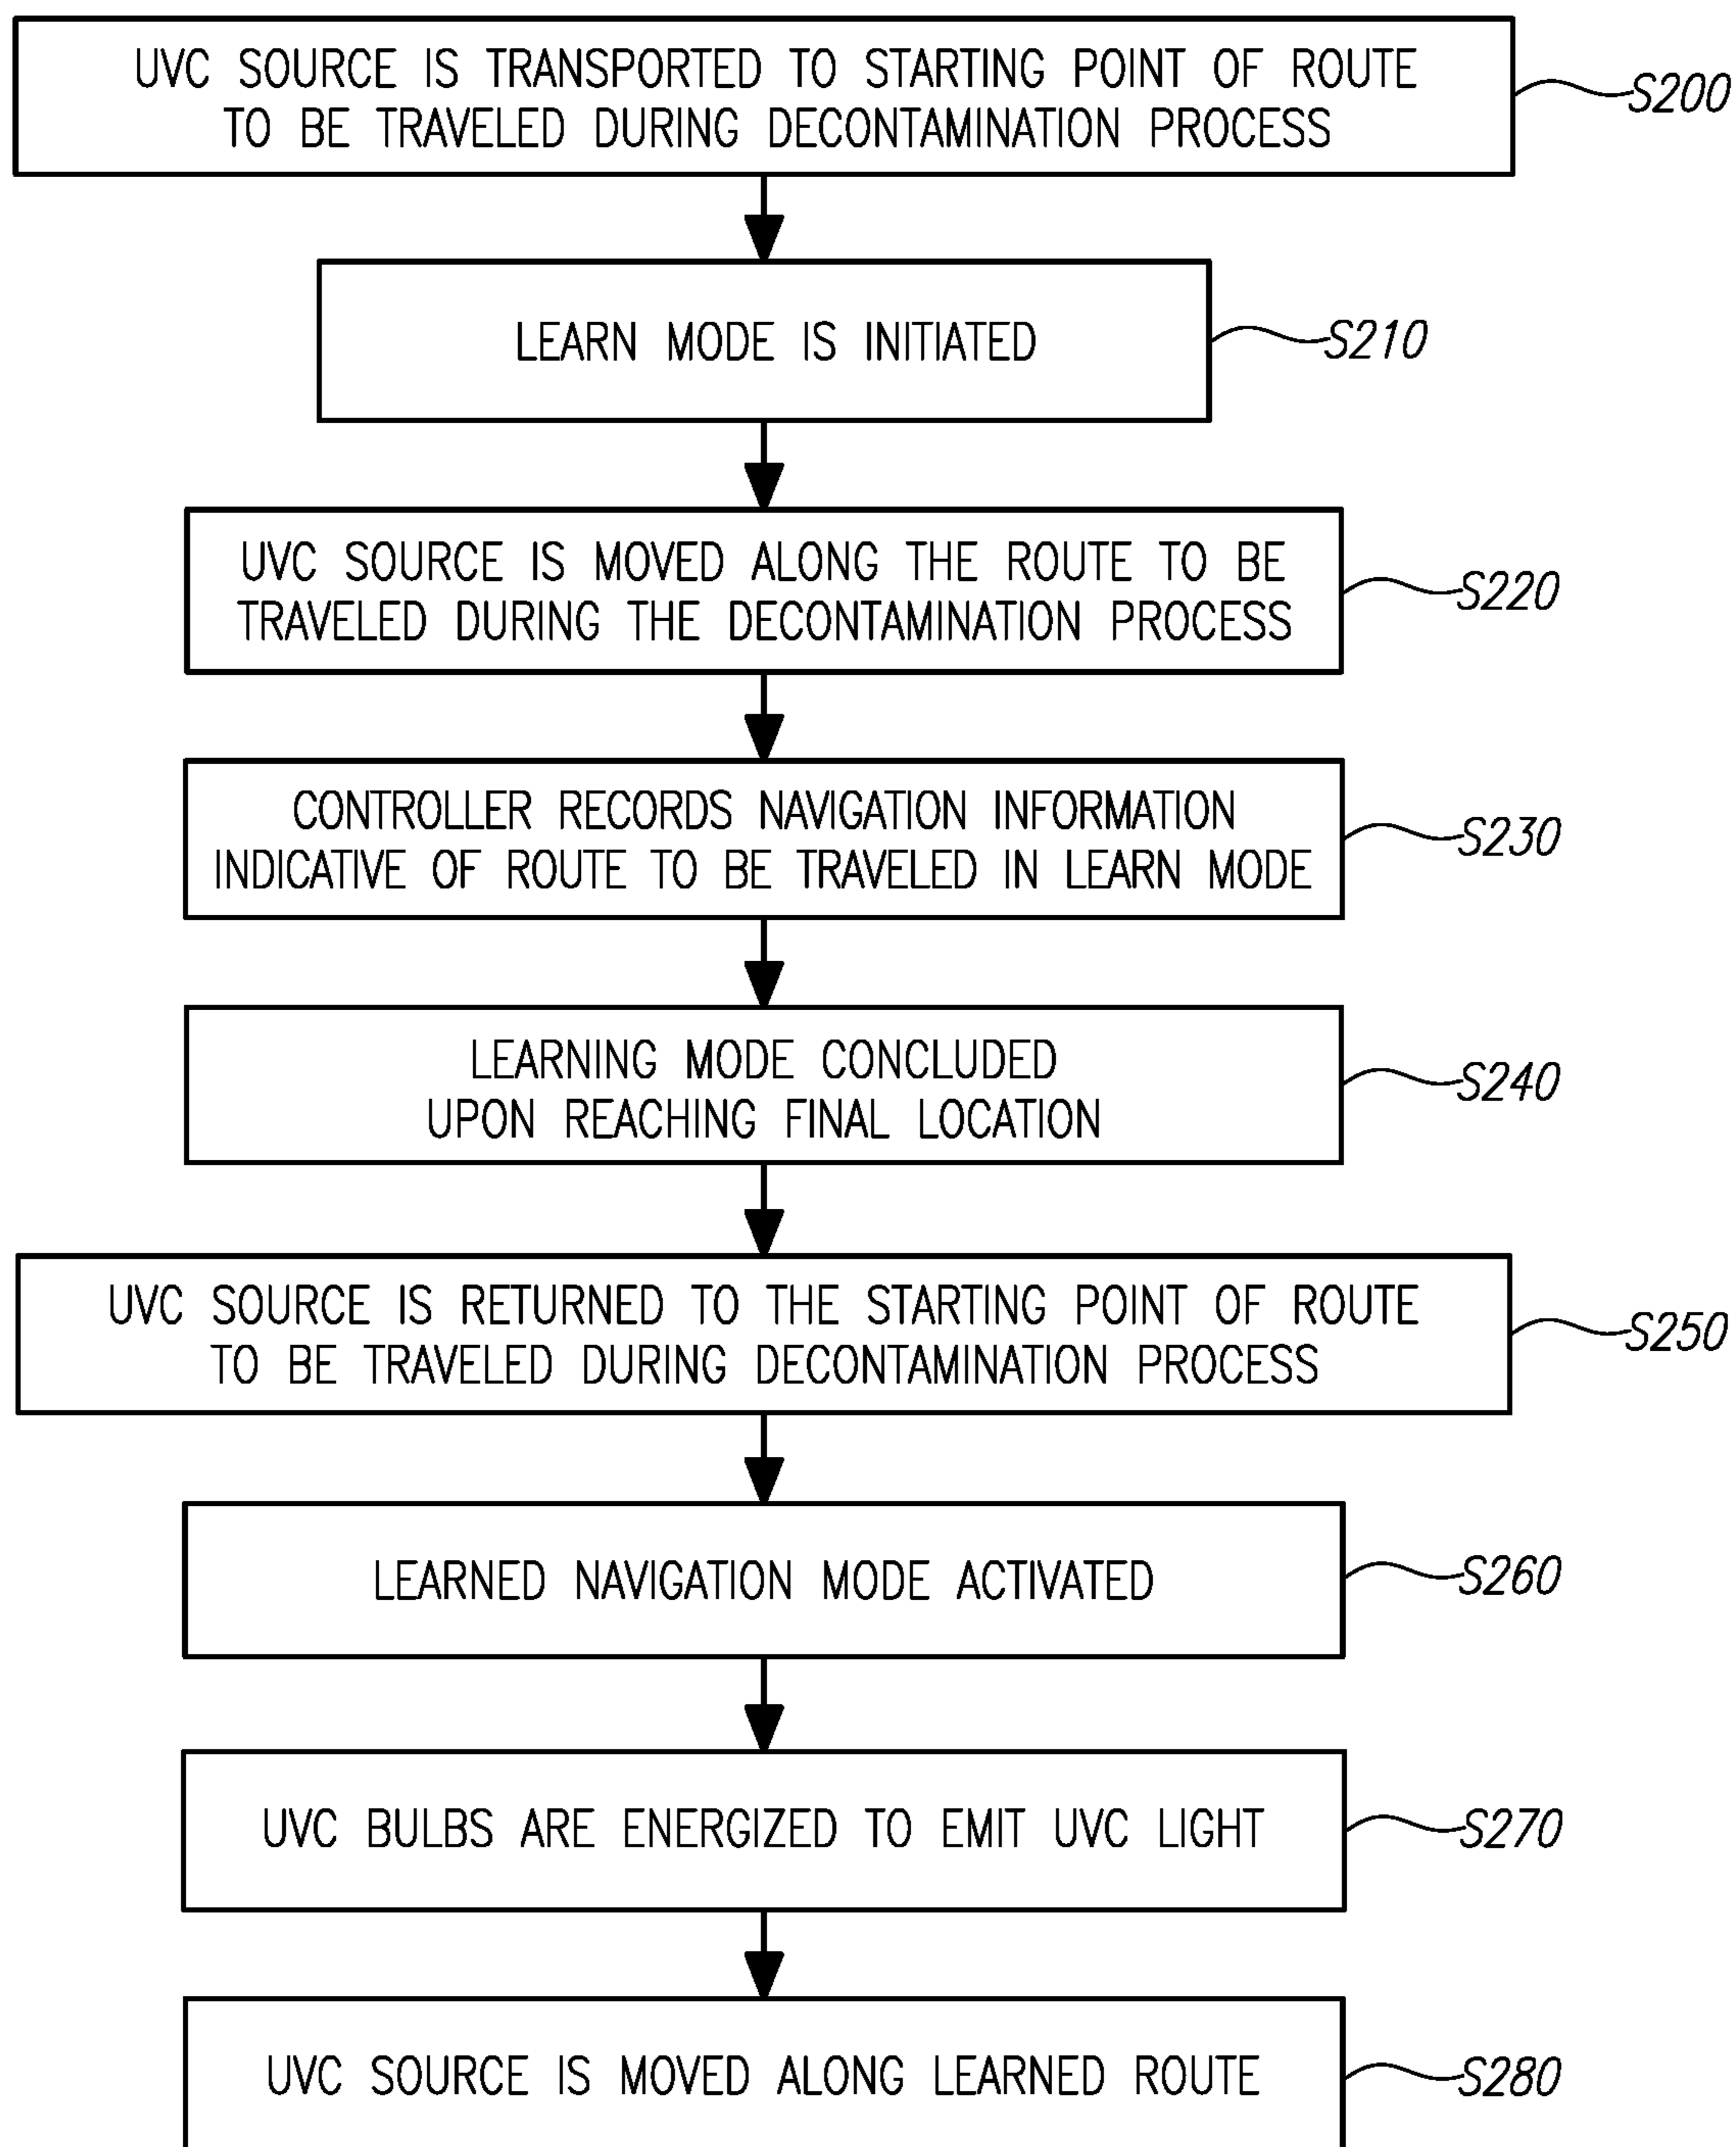 UVC SOURCE IS TRANSPORTED TO STARTING POINT OF ROUTE
TO BE TRAVELED DURING DECONTAMINATION PROCESS
S200
LEARN MODE IS INITIATED
S210
UVC SOURCE IS MOVED ALONG THE ROUTE TO BE
TRAVELED DURING THE DECONTAMINATION PROCESS
S220
CONTROLLER RECORDS NAVIGATION INFORMATION
INDICATIVE OF ROUTE TO BE TRAVELED IN LEARN MODE
S230
LEARNING MODE CONCLUDED
UPON REACHING FINAL LOCATION
S240
UVC SOURCE IS RETURNED TO THE STARTING POINT OF ROUTE
TO BE TRAVELED DURING DECONTAMINATION PROCESS
S250
LEARNED NAVIGATION MODE ACTIVATED
S260
UVC BULBS ARE ENERGIZED TO EMIT UVC LIGHT
S270
UVC SOURCE IS MOVED ALONG LEARNED ROUTE
S280